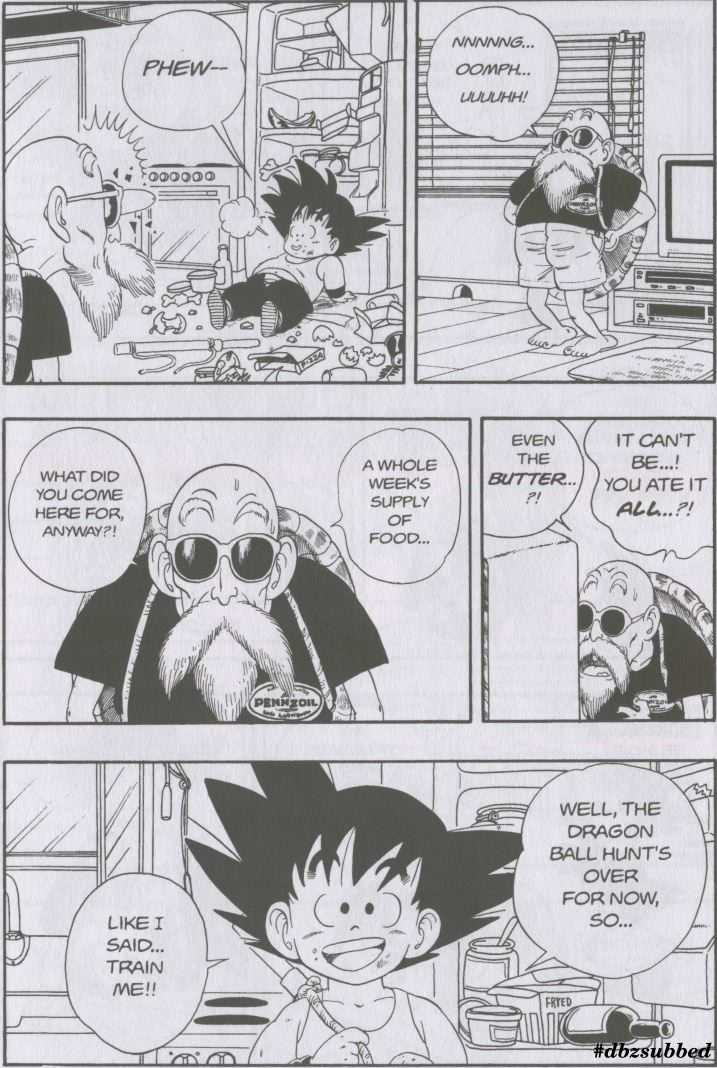 NNNNNG...
OOMPH...
UUUUHH!
PHEW--
PIZZA
IT CAN'T
BE...!
YOU ATE IT
ALL...?!
EVEN
THE
BUTTER...
?!
A WHOLE
WEEK'S
SUPPLY
OF
FOOD...
WHAT DID
YOU COME
HERE FOR,
ANYWAY?!
PENNZOIL
WELL, THE
DRAGON
BALL HUNT'S
OVER
FOR NOW,
SO...
LIKE I
SAID...
TRAIN
ME!!
FRYED
#dbzsubbed